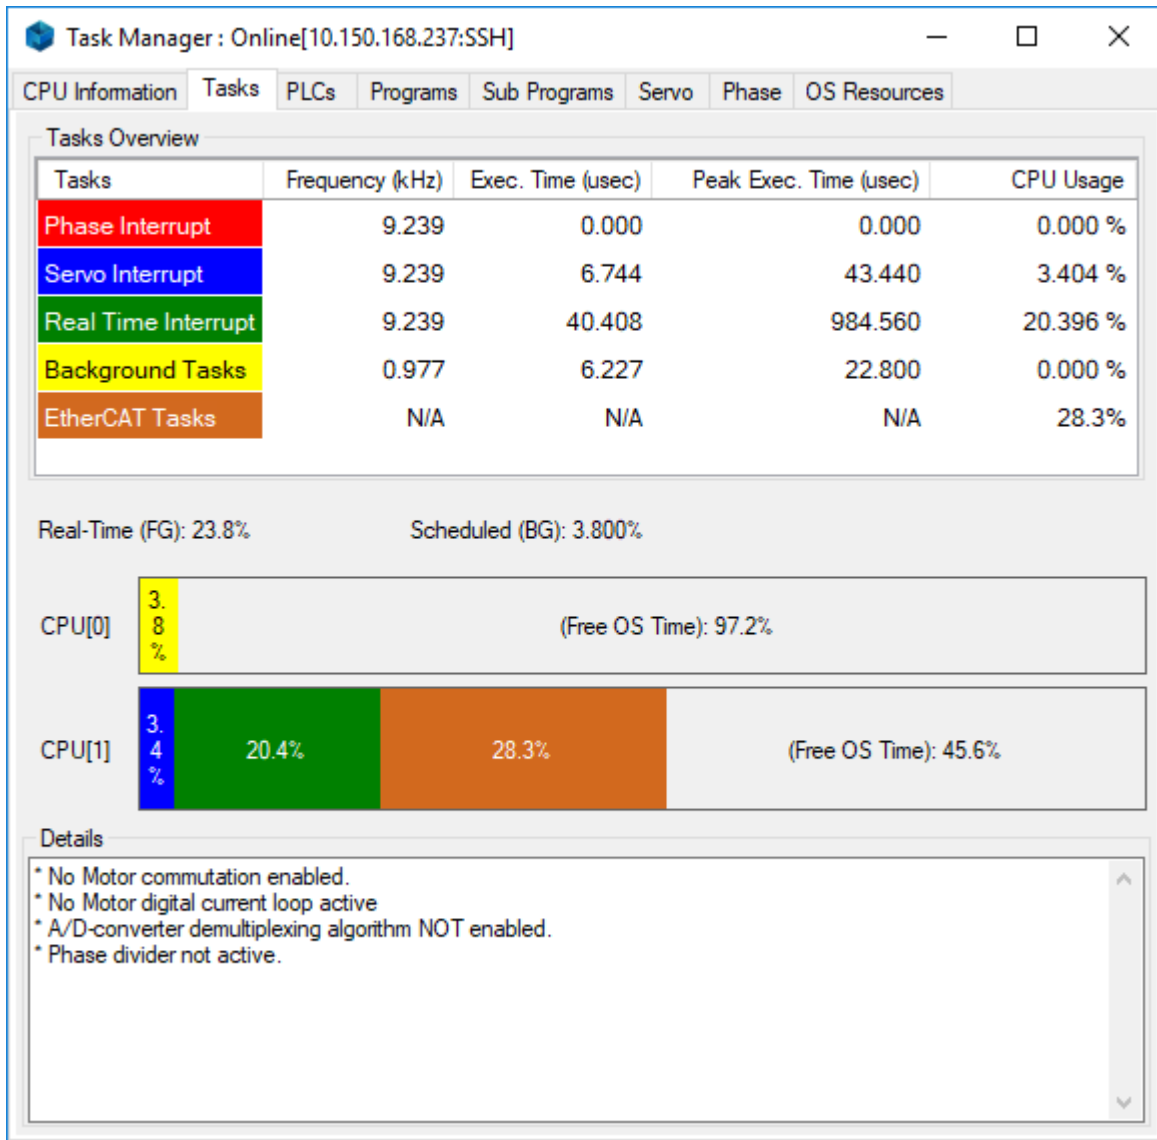 Task Manager : Online[10.150.168.237:SSH]
CPU Information Tasks PLCs Programs Sub Programs Servo Phase OS Resources
Tasks Overview
Tasks Frequency (kHz) Exec. Time (usec) Peak Exec. Time (usec) CPU Usage
Phase Interrupt 9.239 0.000 0.000 0.000 %
Servo Interrupt 9.239 6.744 43.440 3.404 %
Real Time Interrupt 9.239 40.408 984.560 20.396 %
Background Tasks 0.977 6.227 22.800 0.000 %
EtherCAT Tasks N/A N/A N/A 28.3%
Real-Time (FG): 23.8% Scheduled (BG): 3.800%
CPU[0] 3.8% (Free OS Time): 97.2%
CPU[1] 3.4% 20.4% 28.3% (Free OS Time): 45.6%
Details
* No Motor commutation enabled.
* No Motor digital current loop active
* A/D-converter demultiplexing algorithm NOT enabled.
* Phase divider not active.